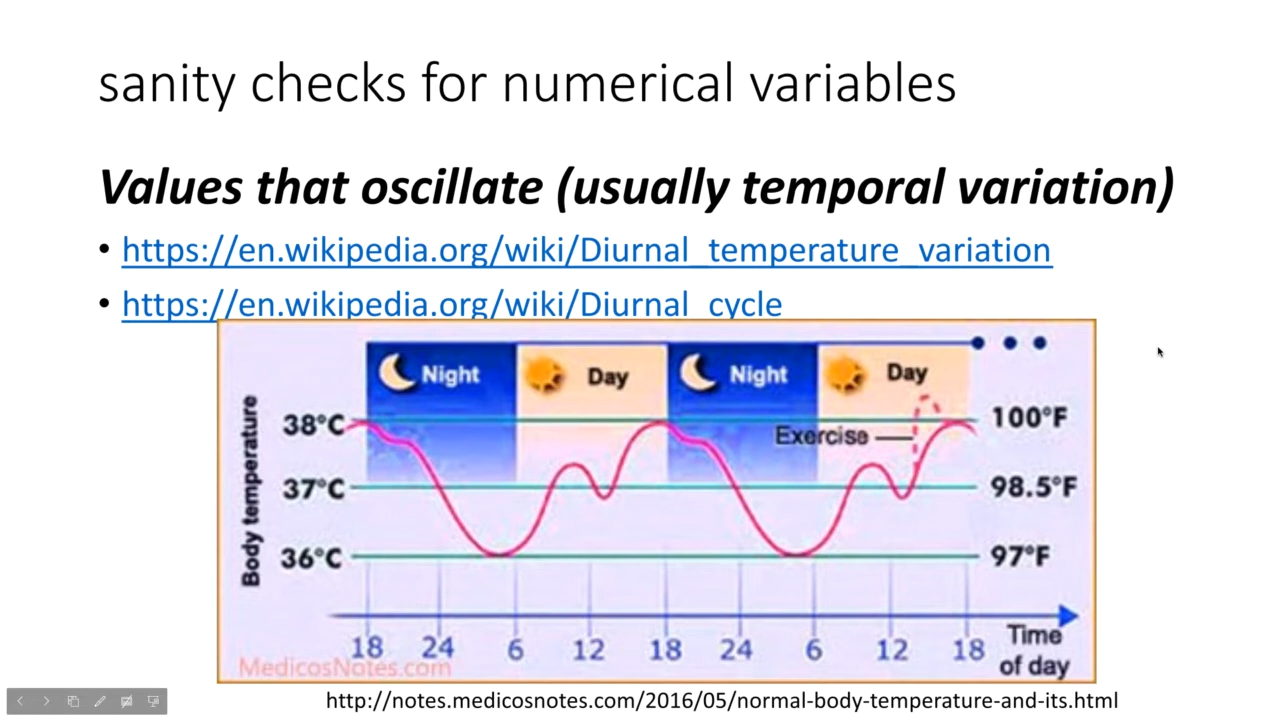 sanity checks for numerical variables
Values that oscillate (usually temporal variation)
• https://en.wikipedia.org/wiki/Diurnal_temperature_variation
• https://en.wikipedia.org/wiki/Diurnal_cycle
Night
Day
Night
Day
38°C
100°F
Exercise
37°C
98.5°F
36°C
97°F
Body temperature
18 24 6 12 18 24 6 12 18
Time
of day
MedicosNotes.com
http://notes.medicosnotes.com/2016/05/normal-body-temperature-and-its.html